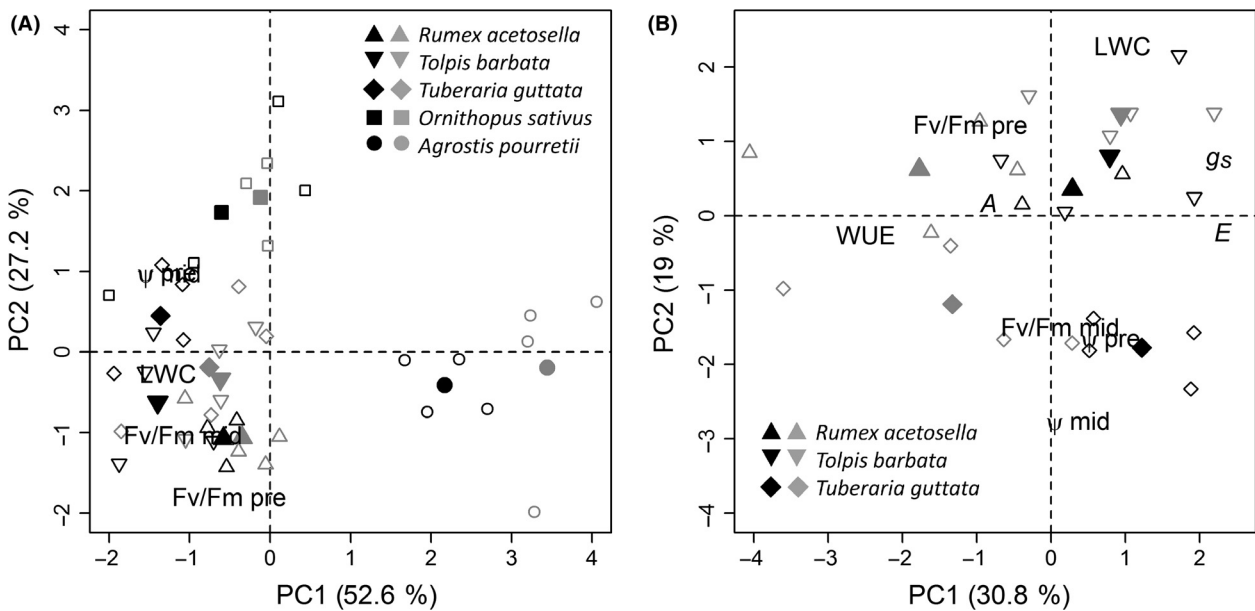 (A)
Rumex acetosella
Tolpis barbata
Tuberaria guttata
Ornithopus sativus
Agrostis pourretii
4
3
2
1
0
−1
−2
PC2 (27.2 %)
ψ mid
LWC
Fv/Fm mid
Fv/Fm pre
−2 −1 0 1 2 3 4
PC1 (52.6 %)
(B)
LWC
Fv/Fm pre
gs
A
E
WUE
Fv/Fm mid
ψ pre
ψ mid
2
1
0
−1
−2
−3
−4
PC2 (19 %)
Rumex acetosella
Tolpis barbata
Tuberaria guttata
−4 −3 −2 −1 0 1 2
PC1 (30.8 %)